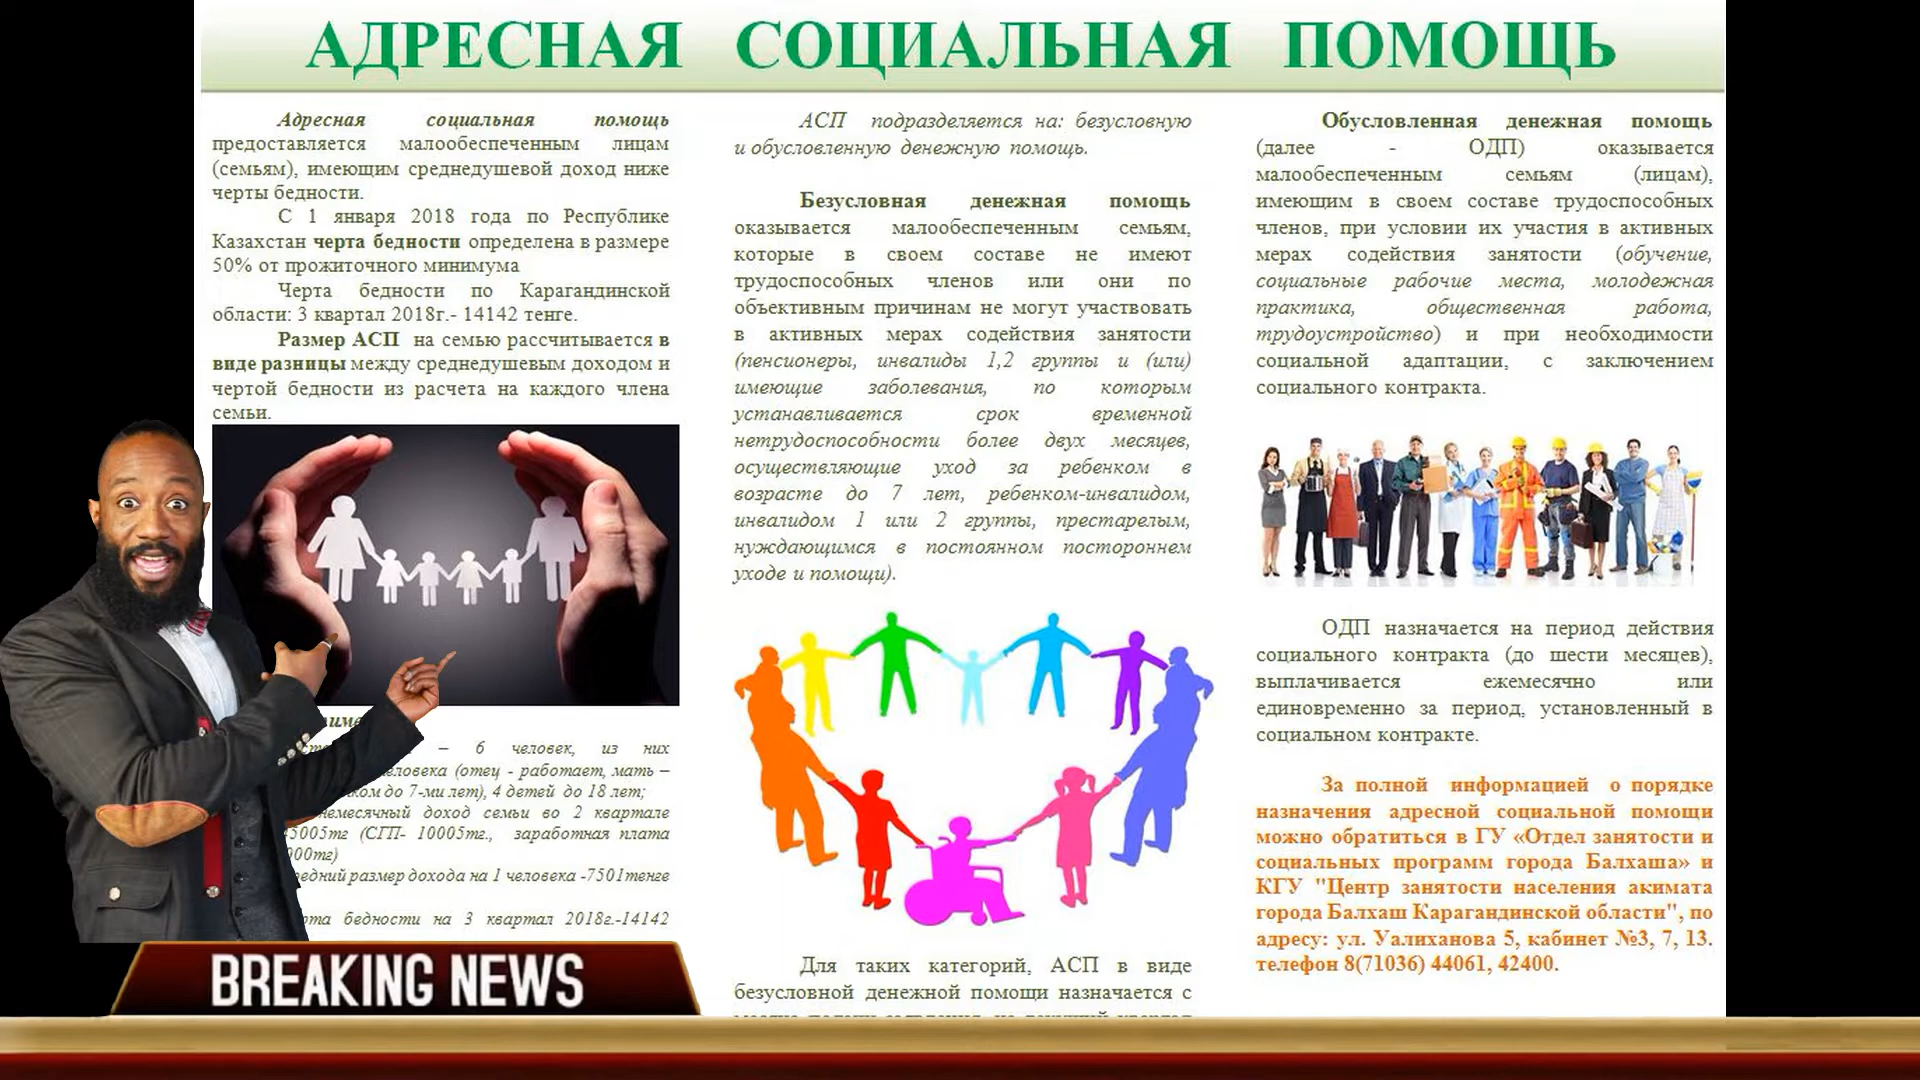 АДРЕСНАЯ СОЦИАЛЬНАЯ ПОМОЩЬ
Адресная социальная помощь
предоставляется малообеспеченным лицам
(семьям), имеющим среднедушевой доход ниже
черты бедности.
С 1 января 2018 года по Республике
Казахстан черта бедности определена в размере
50% от прожиточного минимума
Черта бедности по Карагандинской
области: 3 квартал 2018г.- 14142 тенге.
Размер АСП на семью рассчитывается в
виде разницы между среднедушевым доходом и
чертой бедности из расчета на каждого члена
семьи.
– 6 человек, из них
человека (отец - работает, мать –
до 7-ми лет), 4 детей до 18 лет;
доход семьи во 2 квартале
45005тг (СГП- 10005тг., заработная плата
размер дохода на 1 человека -7501тенге
бедности на 3 квартал 2018г.-14142
АСП подразделяется на: безусловную
и обусловленную денежную помощь.
Безусловная денежная помощь
оказывается малообеспеченным семьям,
которые в своем составе не имеют
трудоспособных членов или они по
объективным причинам не могут участвовать
в активных мерах содействия занятости
(пенсионеры, инвалиды 1,2 группы и (или)
имеющие заболевания, по которым
устанавливается срок временной
нетрудоспособности более двух месяцев,
осуществляющие уход за ребенком в
возрасте до 7 лет, ребенком-инвалидом,
инвалидом 1 или 2 группы, престарелым,
нуждающимся в постоянном постороннем
уходе и помощи).
Для таких категорий, АСП в виде
безусловной денежной помощи назначается с
Обусловленная денежная помощь
(далее - ОДП) оказывается
малообеспеченным семьям (лицам),
имеющим в своем составе трудоспособных
членов, при условии их участия в активных
мерах содействия занятости (обучение,
социальные рабочие места, молодежная
практика, общественная работа,
трудоустройство) и при необходимости
социальной адаптации, с заключением
социального контракта.
ОДП назначается на период действия
социального контракта (до шести месяцев),
выплачивается ежемесячно или
единовременно за период, установленный в
социальном контракте.
За полной информацией о порядке
назначения адресной социальной помощи
можно обратиться в ГУ «Отдел занятости и
социальных программ города Балхаша» и
КГУ "Центр занятости населения акимата
города Балхаш Карагандинской области", по
адресу: ул. Уалиханова 5, кабинет №3, 7, 13.
телефон 8(71036) 44061, 42400.
BREAKING NEWS